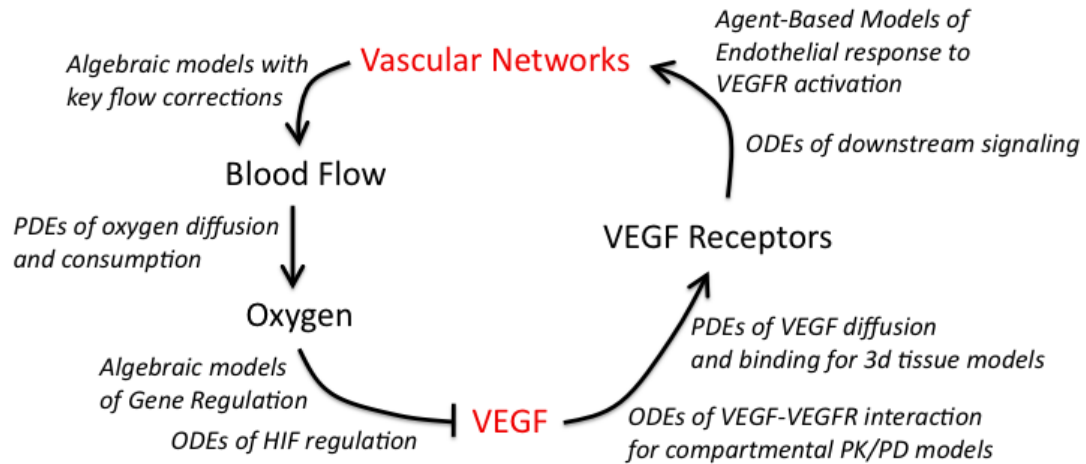 Agent-Based Models of
Endothelial response to
VEGFR activation
Vascular Networks
Algebraic models with
key flow corrections
ODEs of downstream signaling
Blood Flow
PDEs of oxygen diffusion
and consumption
VEGF Receptors
Oxygen
PDEs of VEGF diffusion
and binding for 3d tissue models
Algebraic models
of Gene Regulation
VEGF
ODEs of VEGF-VEGFR interaction
for compartmental PK/PD models
ODEs of HIF regulation